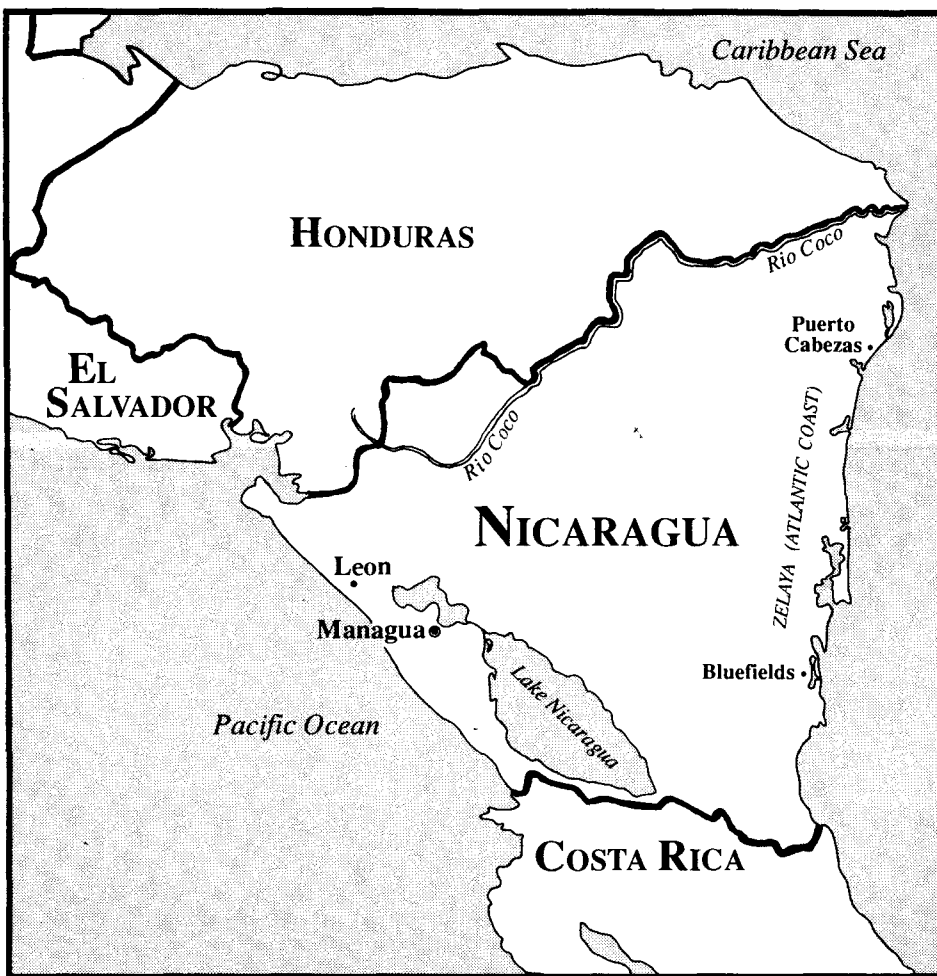 Caribbean Sea
HONDURAS
Rio Coco
Puerto
Cabezas
EL
SALVADOR
Rio Coco
ZELAYA (ATLANTIC COAST)
NICARAGUA
Leon
Managua
Bluefields
Lake Nicaragua
Pacific Ocean
COSTA RICA